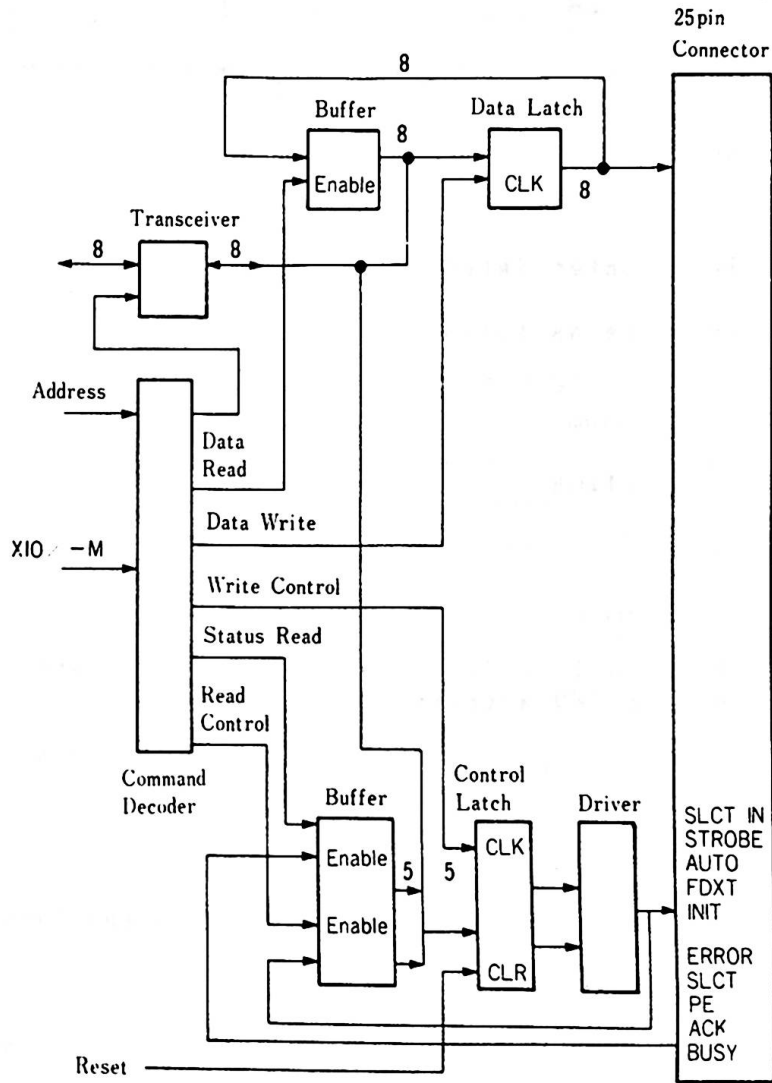 25pin
Connector
8
Buffer
8
Data Latch
Enable
CLK
8
Transceiver
8
8
Address
Data
Read
Data Write
XIO -M
Write Control
Status Read
Read
Control
Command
Decoder
Buffer
Control
Latch
Driver
Enable
5
5
CLK
Enable
CLR
SLCT IN
STROBE
AUTO
FDXT
INIT
ERROR
SLCT
PE
ACK
BUSY
Reset